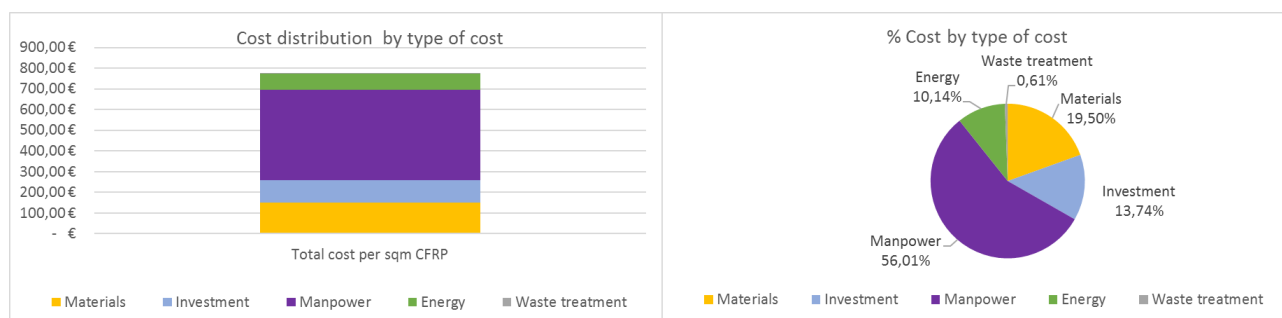 Cost distribution by type of cost
900,00 €
800,00 €
700,00 €
600,00 €
500,00 €
400,00 €
300,00 €
200,00 €
100,00 €
- €
Total cost per sqm CFRP
Materials Investment Manpower Energy Waste treatment
% Cost by type of cost
Waste treatment
0,61%
Energy
10,14%
Materials
19,50%
Investment
13,74%
Manpower
56,01%
Materials Investment Manpower Energy Waste treatment